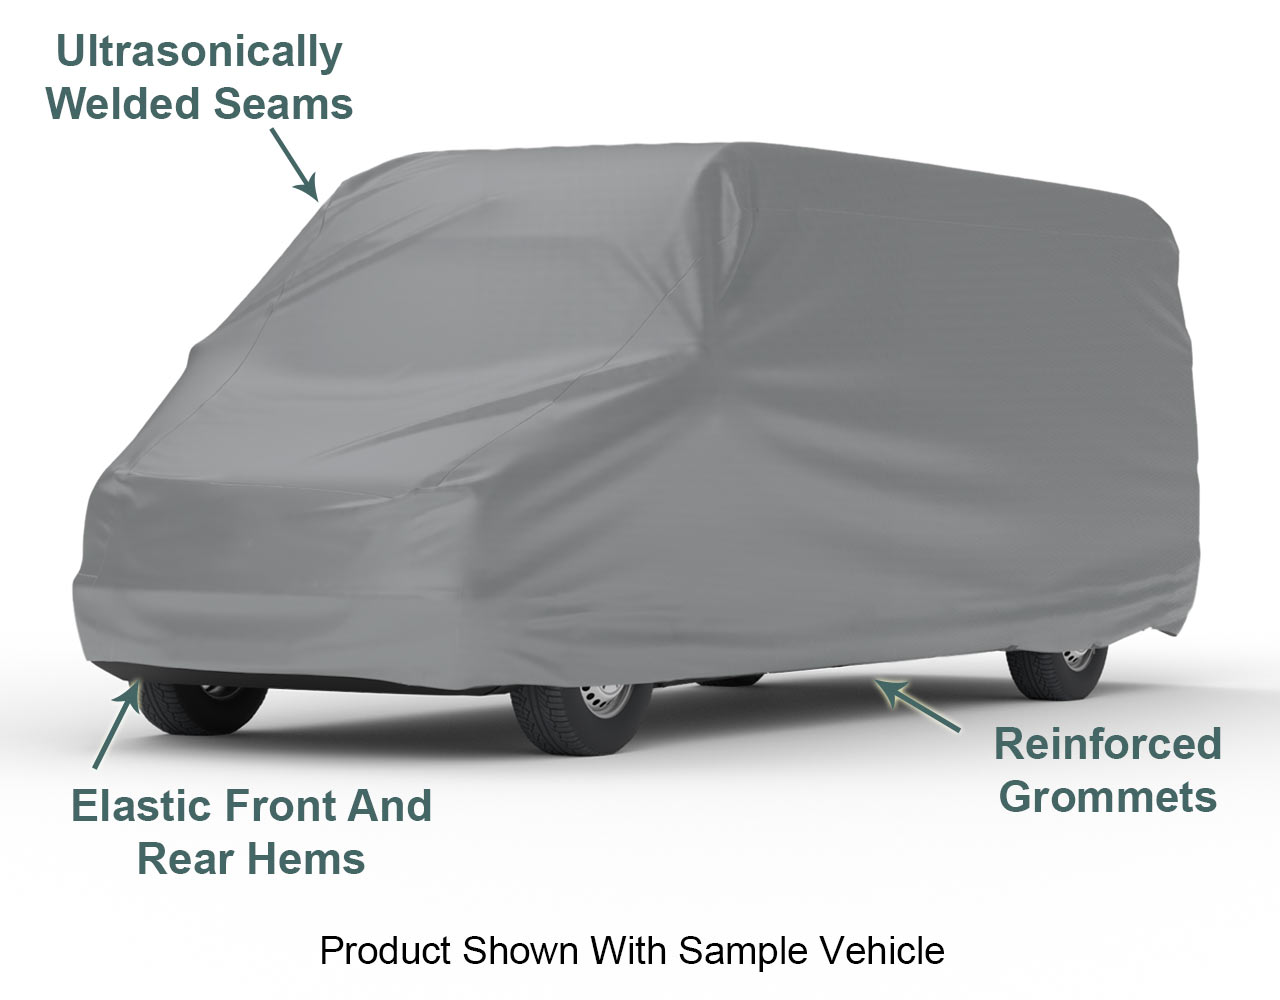 Ultrasonically
Welded Seams
Reinforced
Grommets
Elastic Front And
Rear Hems
Product Shown With Sample Vehicle